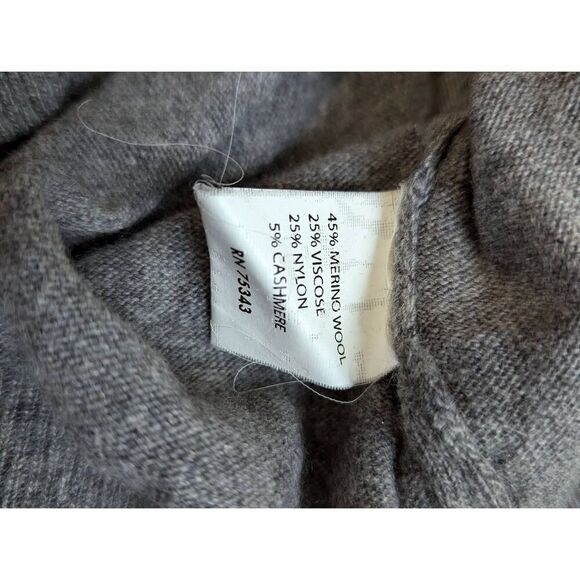 45% MERINO WOOL
25% VISCOSE
25% NYLON
5% CASHMERE
RN 75343